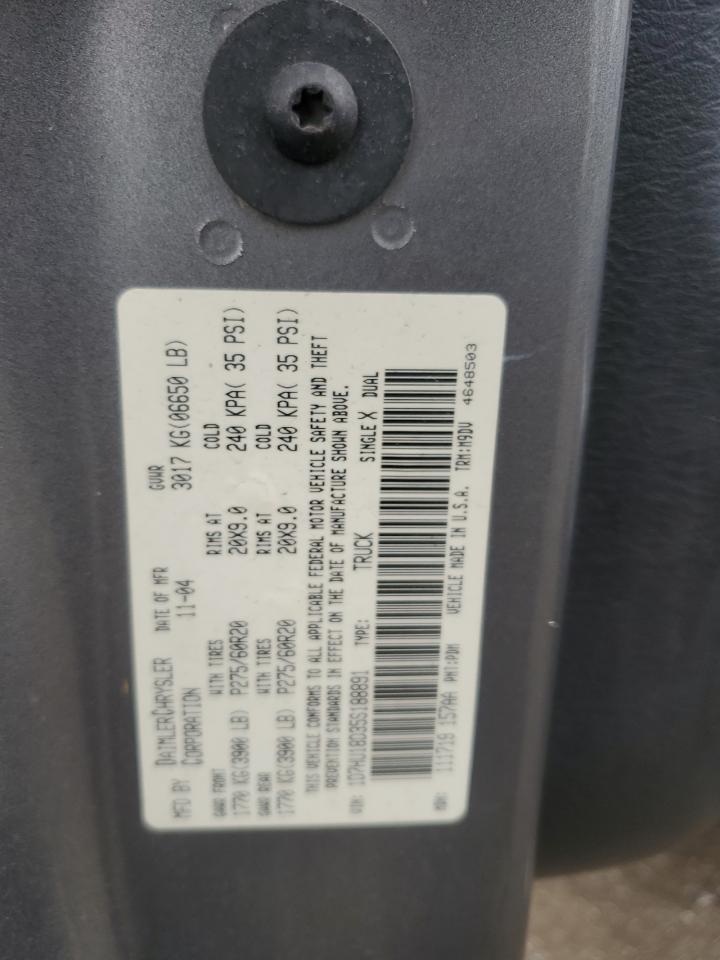 MFD BY DAIMLERCHRYSLER CORPORATION DATE OF MFR 11-04 GVWR 3017 KG(06650 LB)
GAWR FRONT WITH TIRES RIMS AT COLD
1770 KG(3900 LB) P275/60R20 20X9.0 240 KPA( 35 PSI)
GAWR REAR WITH TIRES RIMS AT COLD
1770 KG(3900 LB) P275/60R20 20X9.0 240 KPA( 35 PSI)
THIS VEHICLE CONFORMS TO ALL APPLICABLE FEDERAL MOTOR VEHICLE SAFETY AND THEFT
PREVENTION STANDARDS IN EFFECT ON THE DATE OF MANUFACTURE SHOWN ABOVE.
VIN: 1D7HU18D35S188891 TYPE: TRUCK SINGLE X DUAL
MDH: 111719 157AA PNT:PDM VEHICLE MADE IN U.S.A. TRM:M9DV
4648503